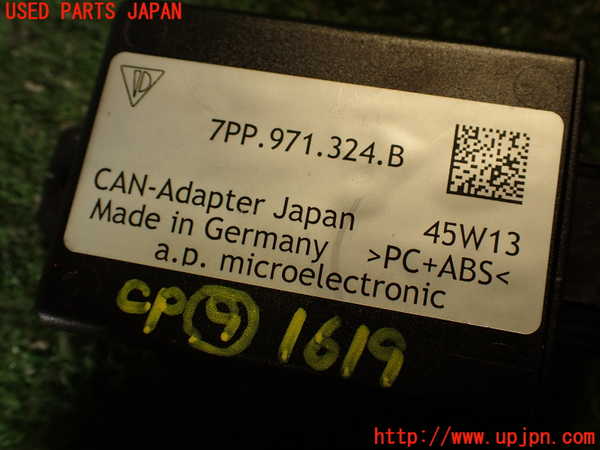 USED PARTS JAPAN
7PP.971.324.B
CAN-Adapter Japan
45W13
Made in Germany
>PC+ABS<
a.p. microelectronic
CP 9 1619
http://www.upjpn.com/